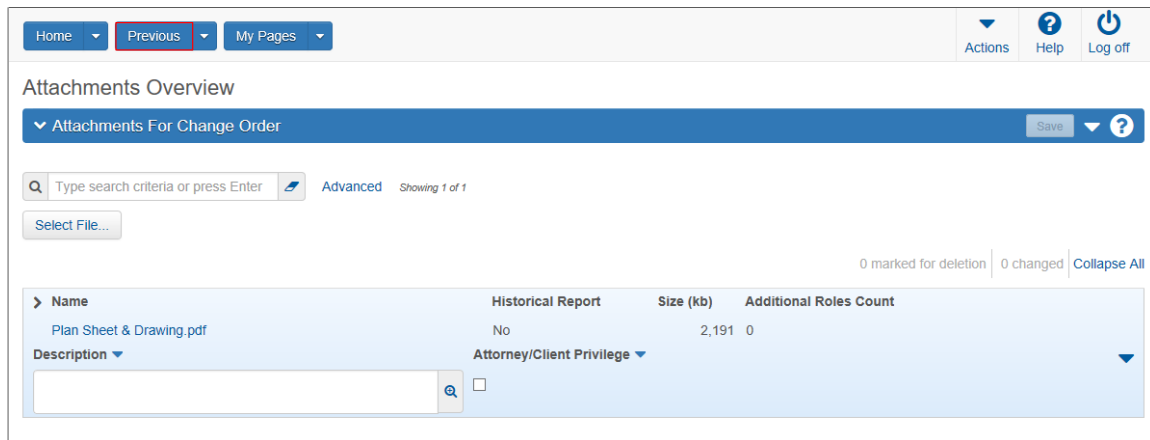 Home Previous My Pages Actions Help Log off
Attachments Overview
Attachments For Change Order Save
Type search criteria or press Enter Advanced Showing 1 of 1
Select File...
0 marked for deletion 0 changed Collapse All
Name Historical Report Size (kb) Additional Roles Count
Plan Sheet & Drawing.pdf No 2,191 0
Description Attorney/Client Privilege